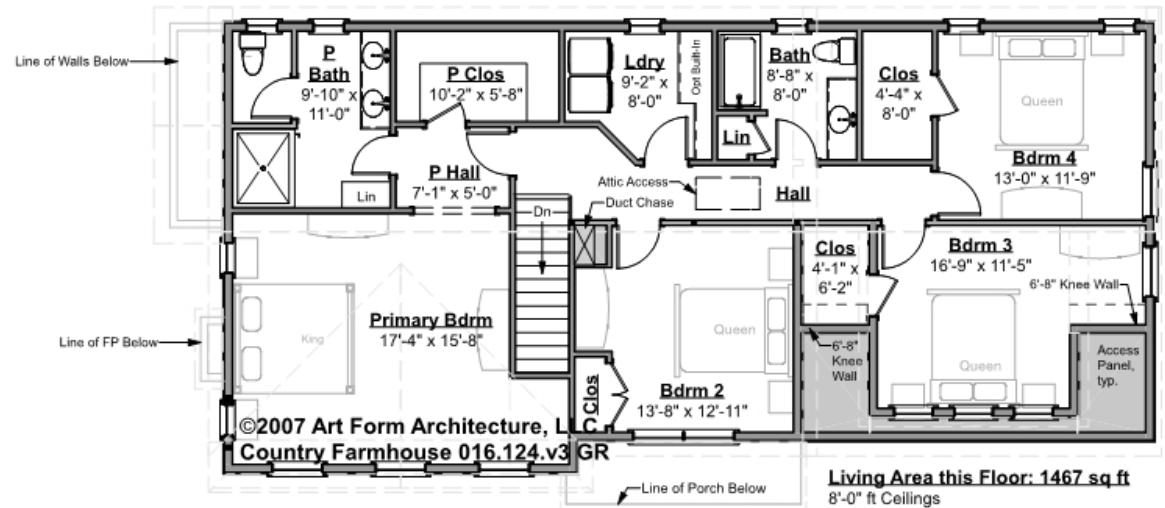 Line of Walls Below
P
Bath
9'-10" x
11'-0"
P Clos
10'-2" x 5'-8"
Ldry
9'-2" x
8'-0"
Opt Built-In
Bath
8'-8" x
8'-0"
Lin
Clos
4'-4" x
8'-0"
Queen
Bdrm 4
13'-0" x 11'-9"
Lin
P Hall
7'-1" x 5'-0"
Attic Access
Duct Chase
Hall
Dn
Clos
4'-1" x
6'-2"
Bdrm 3
16'-9" x 11'-5"
6'-8" Knee Wall
Line of FP Below
King
Primary Bdrm
17'-4" x 15'-8"
Queen
Clos
Bdrm 2
13'-8" x 12'-11"
6'-8"
Knee
Wall
Queen
Access
Panel,
typ.
©2007 Art Form Architecture, LLC
Country Farmhouse 016.124.v3 GR
Line of Porch Below
Living Area this Floor: 1467 sq ft
8'-0" ft Ceilings